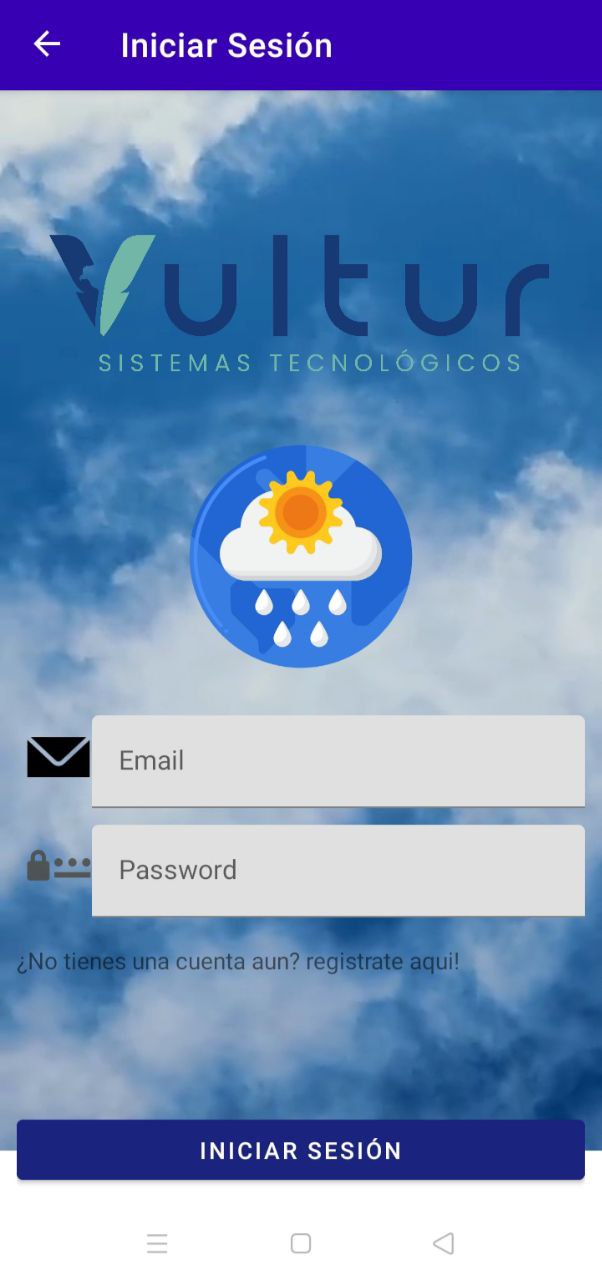 Iniciar Sesión
Vultur
SISTEMAS TECNOLÓGICOS
Email
Password
¿No tienes una cuenta aun? registrate aqui!
INICIAR SESIÓN